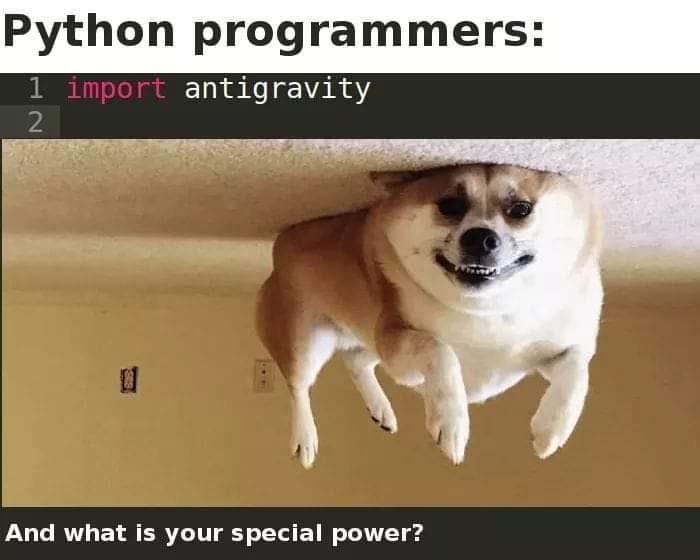 Python programmers:
1 import antigravity
2
And what is your special power?